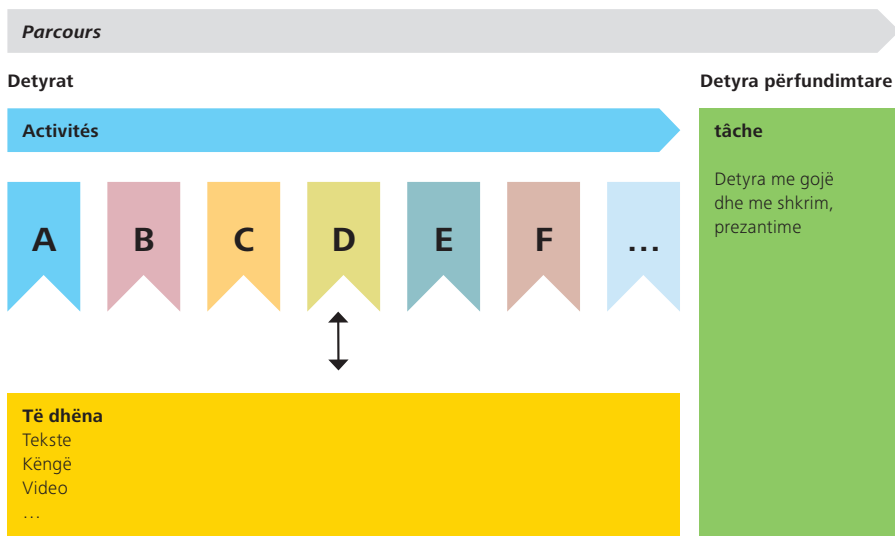 Parcours
Detyrat
Detyra përfundimtare
Activités
tâche
Detyra me gojë
dhe me shkrim,
prezantime
A B C D E F ...
Të dhëna
Tekste
Këngë
Video
...